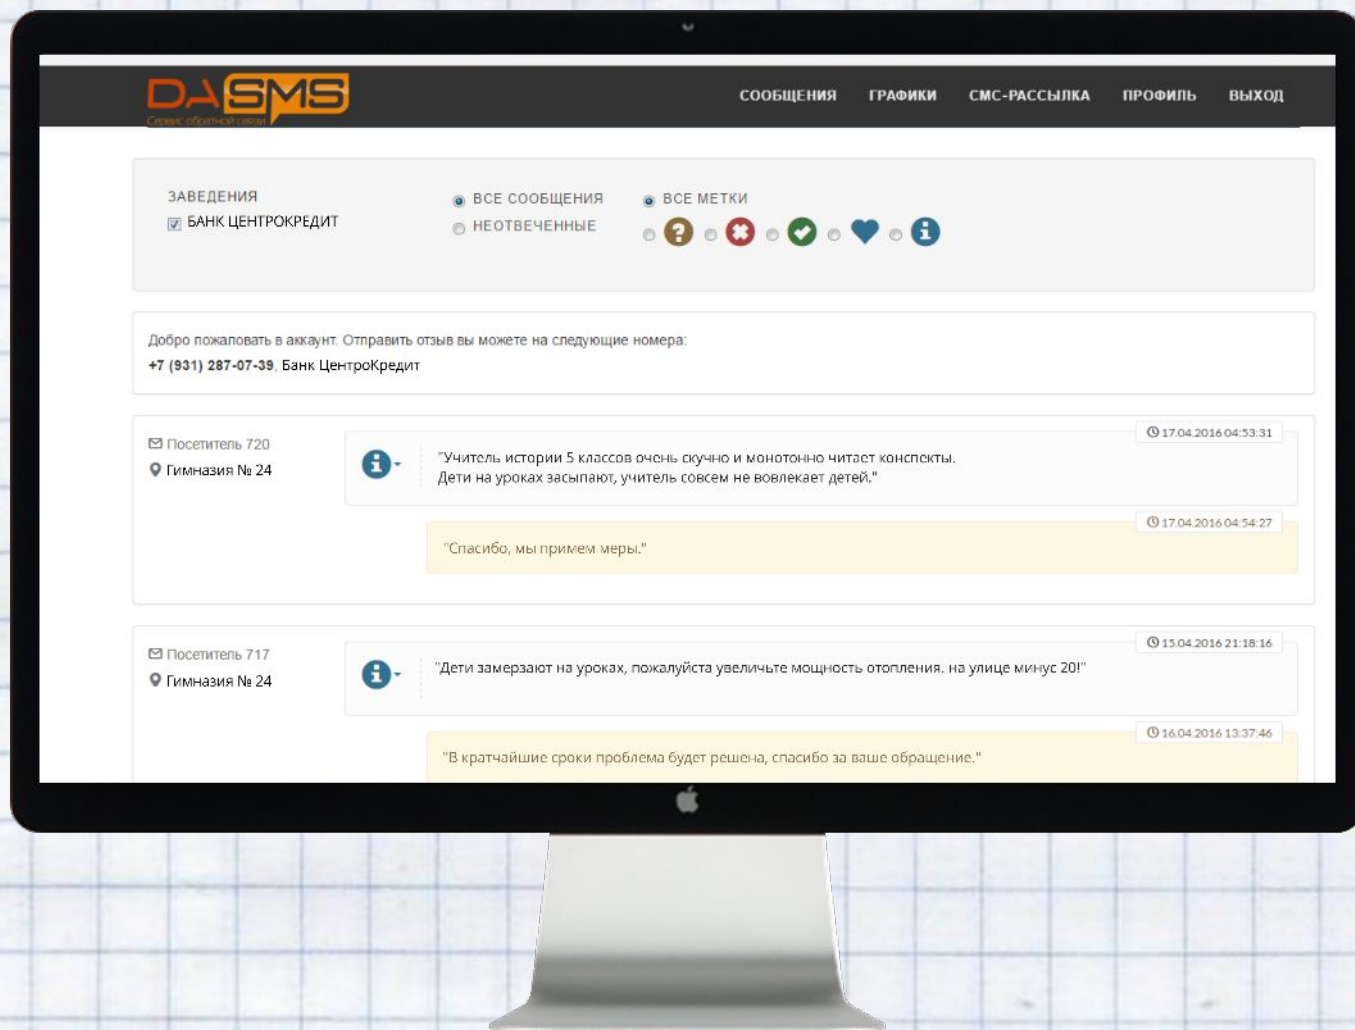 DASMS
Сервис обратной связи
СООБЩЕНИЯ ГРАФИКИ СМС-РАССЫЛКА ПРОФИЛЬ ВЫХОД
ЗАВЕДЕНИЯ
БАНК ЦЕНТРОКРЕДИТ
ВСЕ СООБЩЕНИЯ
НЕОТВЕЧЕННЫЕ
ВСЕ МЕТКИ
Добро пожаловать в аккаунт. Отправить отзыв вы можете на следующие номера:
+7 (931) 287-07-39, Банк ЦентроКредит
Посетитель 720
Гимназия № 24
17.04.2016 04:53:31
"Учитель истории 5 классов очень скучно и монотонно читает конспекты.
Дети на уроках засыпают, учитель совсем не вовлекает детей."
17.04.2016 04:54:27
"Спасибо, мы примем меры."
Посетитель 717
Гимназия № 24
15.04.2016 21:18:16
"Дети замерзают на уроках, пожалуйста увеличьте мощность отопления. на улице минус 20!"
16.04.2016 13:37:46
"В кратчайшие сроки проблема будет решена, спасибо за ваше обращение."